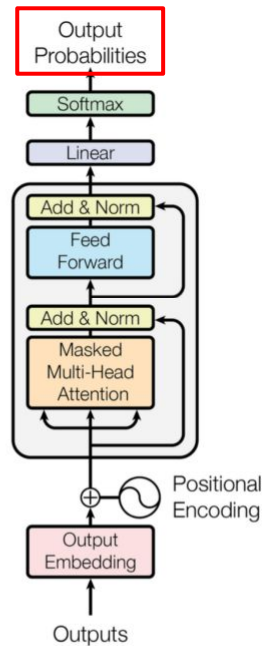 Output
Probabilities
Softmax
Linear
Add & Norm
Feed
Forward
Add & Norm
Masked
Multi-Head
Attention
Positional
Encoding
Output
Embedding
Outputs